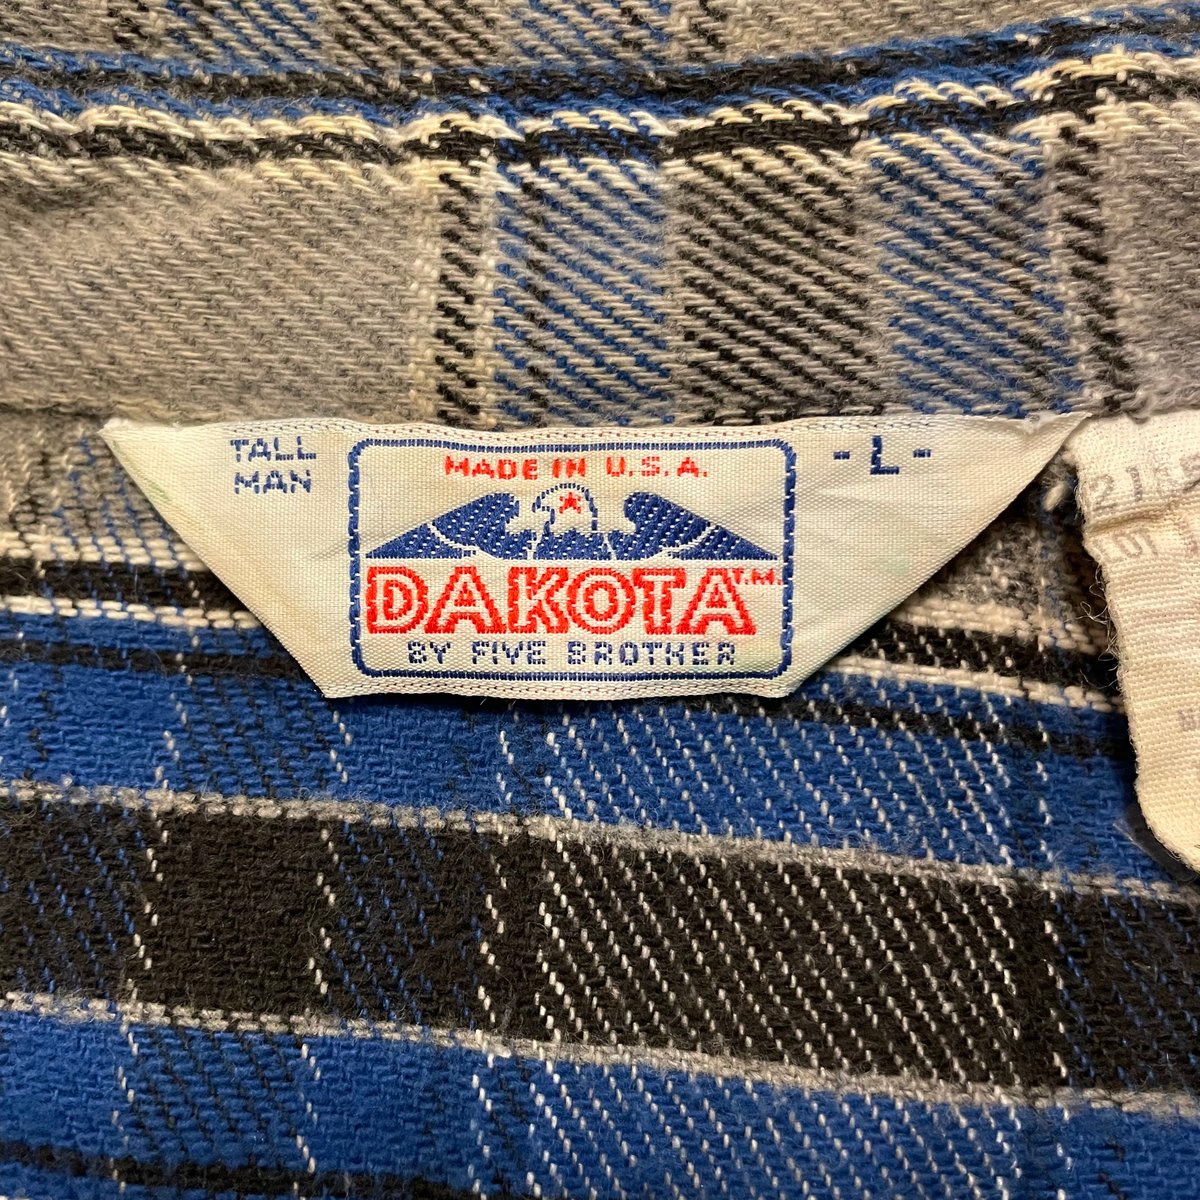 TALL
MAN
MADE IN U.S.A.
DAKOTA T.M.
BY FIVE BROTHER
- L -